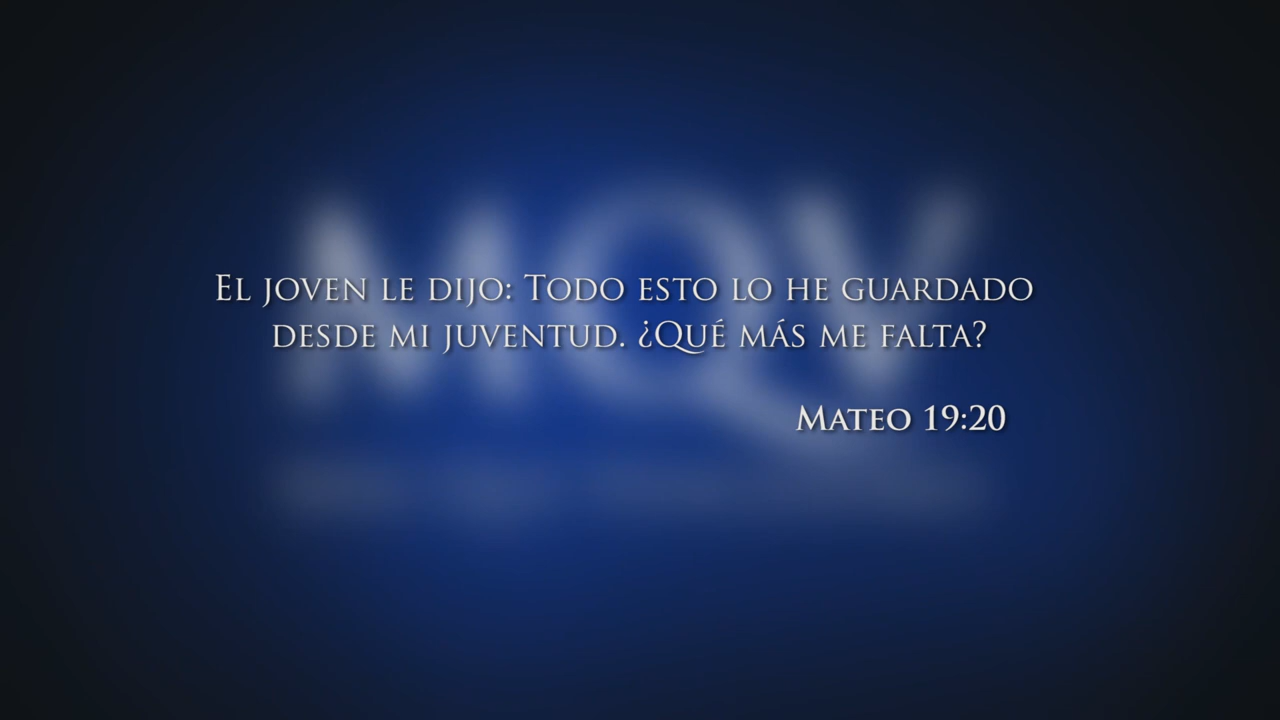 MQV
El joven le dijo: Todo esto lo he guardado
desde mi juventud. ¿Qué más me falta?
Mateo 19:20